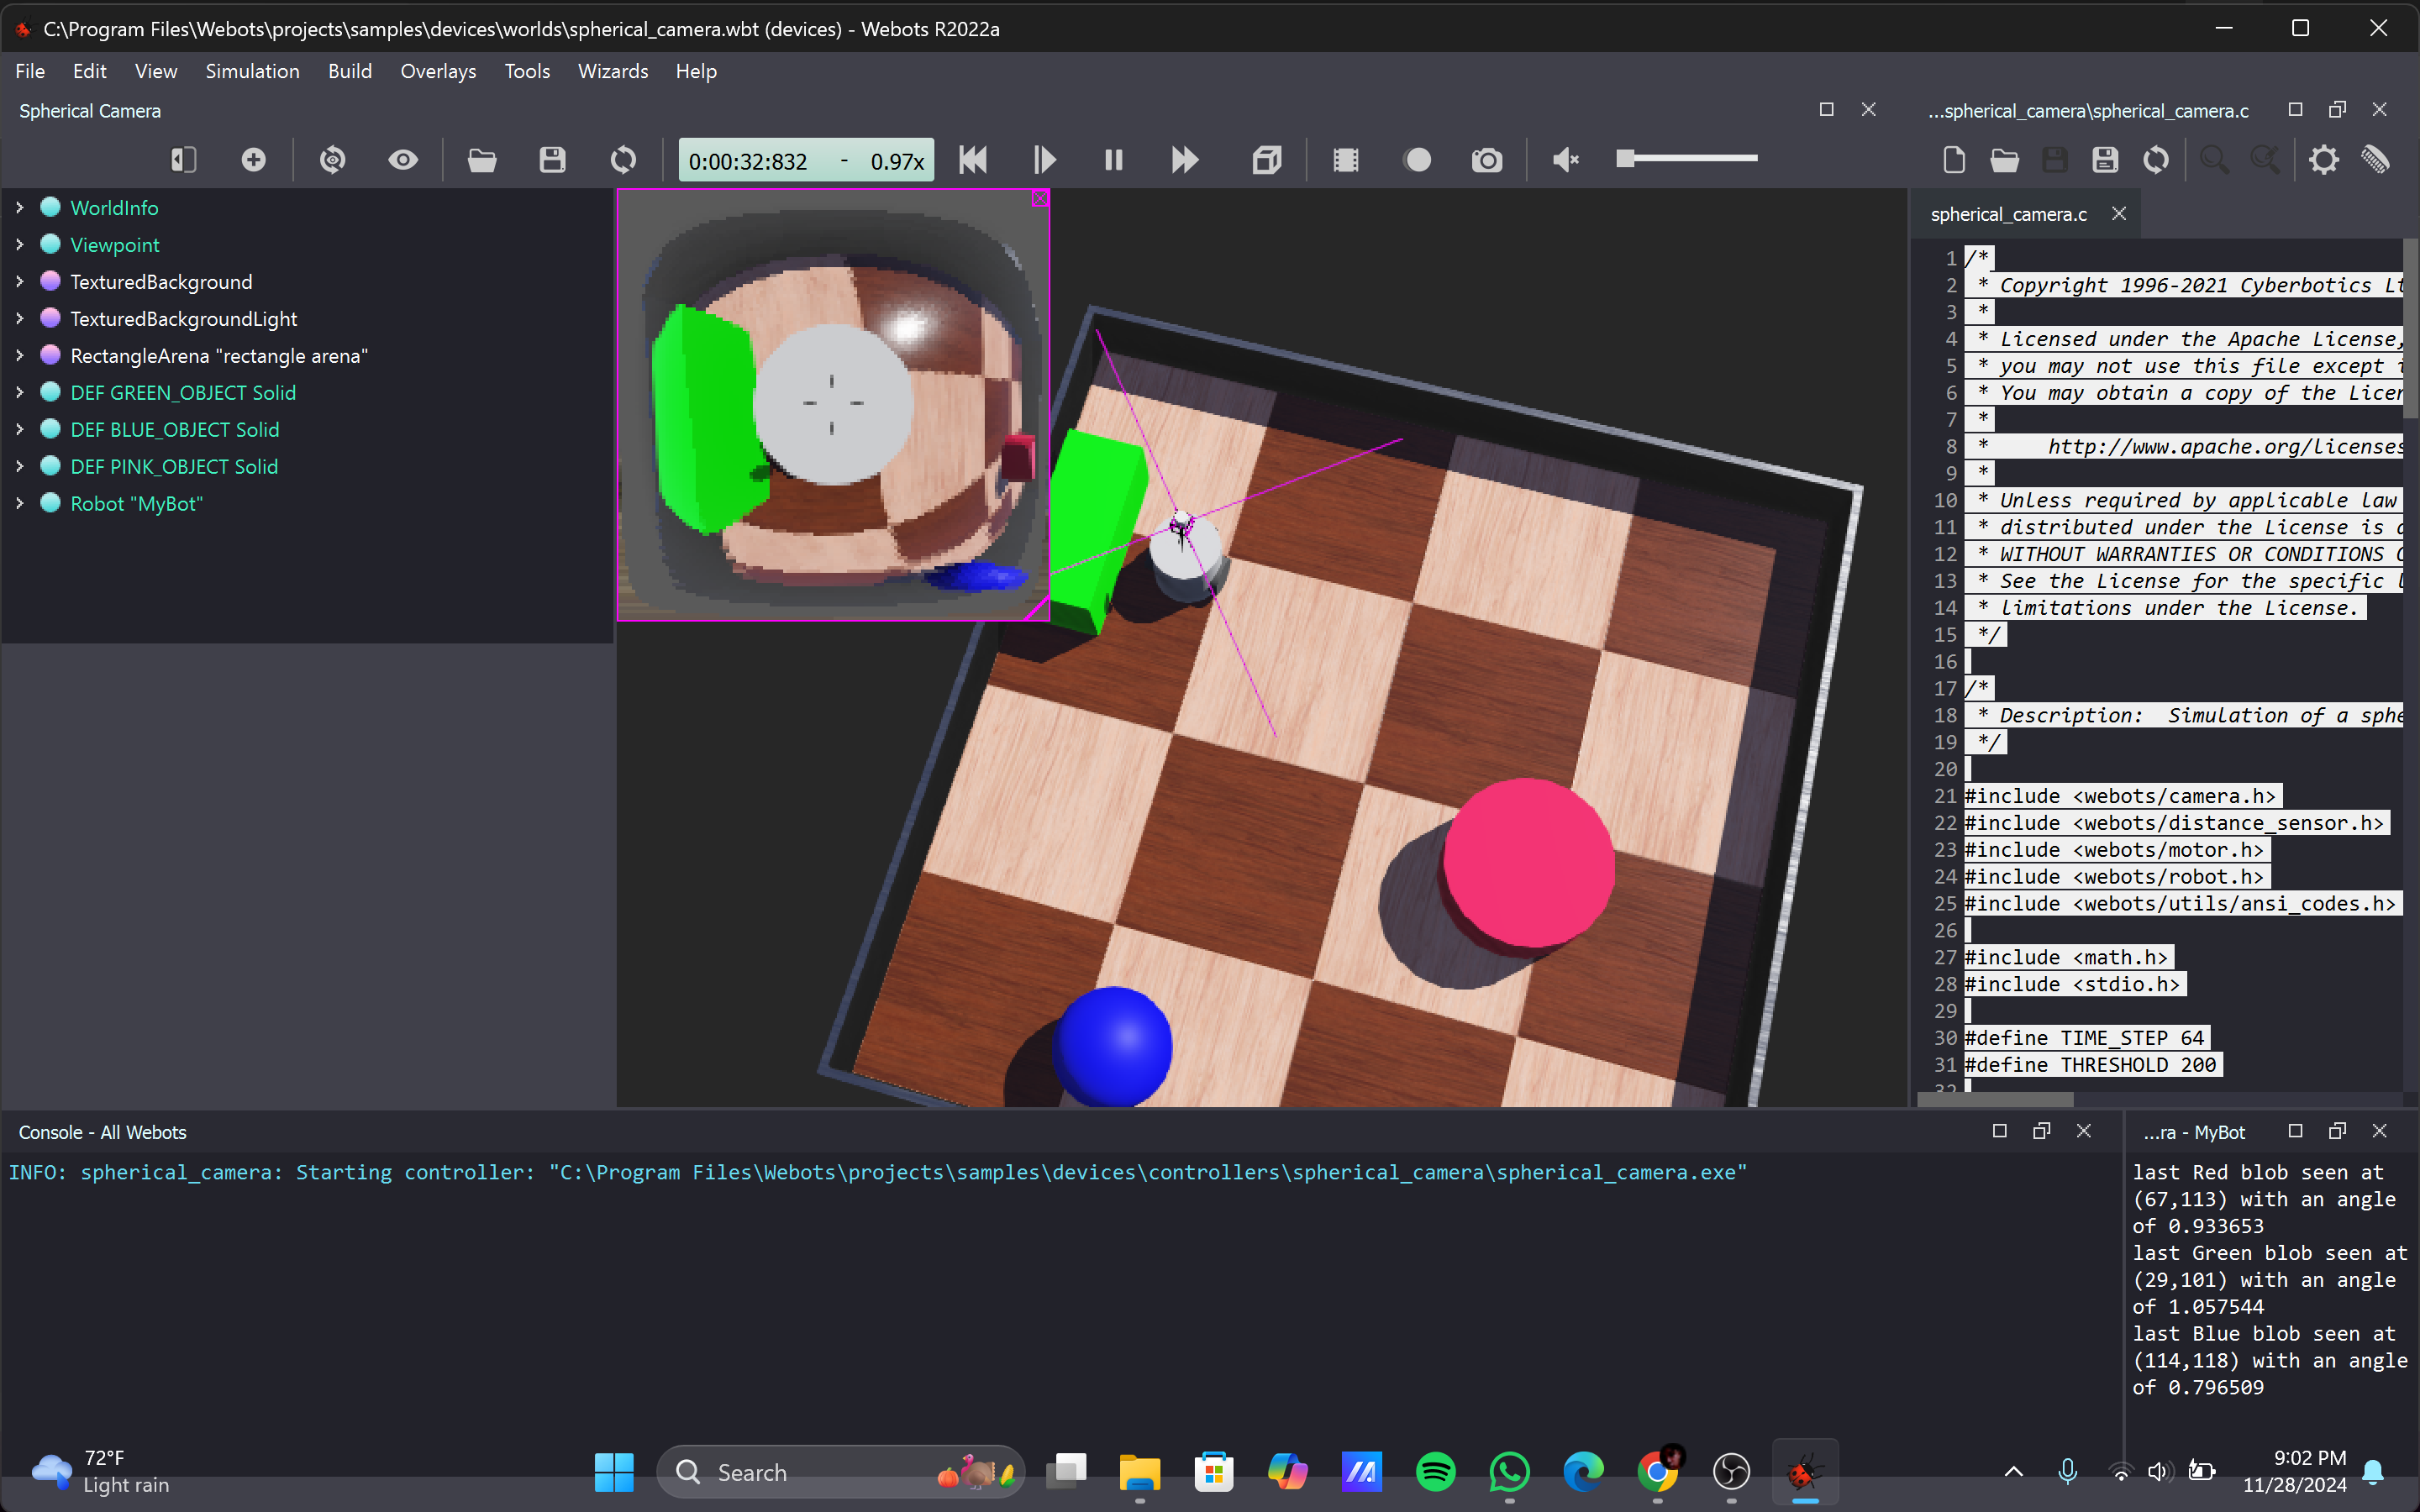 C:\Program Files\Webots\projects\samples\devices\worlds\spherical_camera.wbt (devices) - Webots R2022a
File Edit View Simulation Build Overlays Tools Wizards Help
Spherical Camera
...spherical_camera\spherical_camera.c
0:00:32:832 - 0.97x
WorldInfo
Viewpoint
TexturedBackground
TexturedBackgroundLight
RectangleArena "rectangle arena"
DEF GREEN_OBJECT Solid
DEF BLUE_OBJECT Solid
DEF PINK_OBJECT Solid
Robot "MyBot"
spherical_camera.c
1 /*
2 * Copyright 1996-2021 Cyberbotics Lt
3 *
4 * Licensed under the Apache License,
5 * you may not use this file except i
6 * You may obtain a copy of the Licen
7 *
8 * http://www.apache.org/licenses
9 *
10 * Unless required by applicable law
11 * distributed under the License is d
12 * WITHOUT WARRANTIES OR CONDITIONS O
13 * See the License for the specific l
14 * limitations under the License.
15 */
16
17 /*
18 * Description:  Simulation of a sphe
19 */
20
21 #include <webots/camera.h>
22 #include <webots/distance_sensor.h>
23 #include <webots/motor.h>
24 #include <webots/robot.h>
25 #include <webots/utils/ansi_codes.h>
26
27 #include <math.h>
28 #include <stdio.h>
29
30 #define TIME_STEP 64
31 #define THRESHOLD 200
32
Console - All Webots
INFO: spherical_camera: Starting controller: "C:\Program Files\Webots\projects\samples\devices\controllers\spherical_camera\spherical_camera.exe"
...ra - MyBot
last Red blob seen at
(67,113) with an angle
of 0.933653
last Green blob seen at
(29,101) with an angle
of 1.057544
last Blue blob seen at
(114,118) with an angle
of 0.796509
72°F
Light rain
Search
9:02 PM
11/28/2024